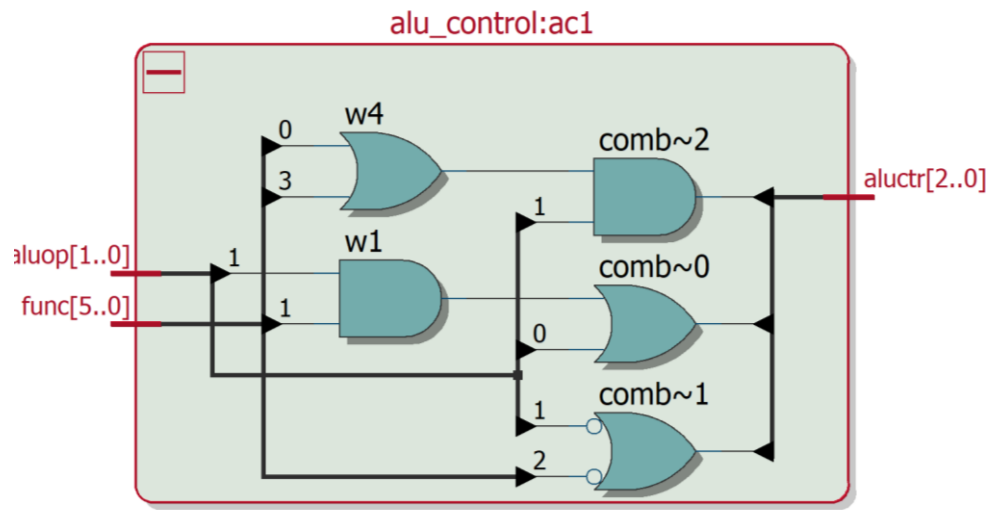 alu_control:ac1
w4
0
3
comb~2
1
aluctr[2..0]
aluop[1..0]
1
w1
func[5..0]
1
comb~0
0
comb~1
1
2